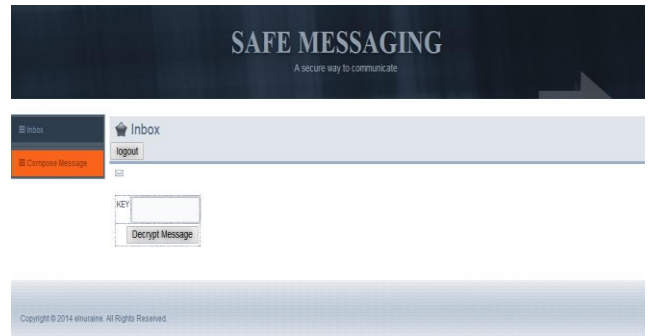 SAFE MESSAGING
A secure way to communicate
Inbox
Compose Message
Inbox
logout
KEY
Decrypt Message
Copyright © 2014 elnuraine. All Rights Reserved.